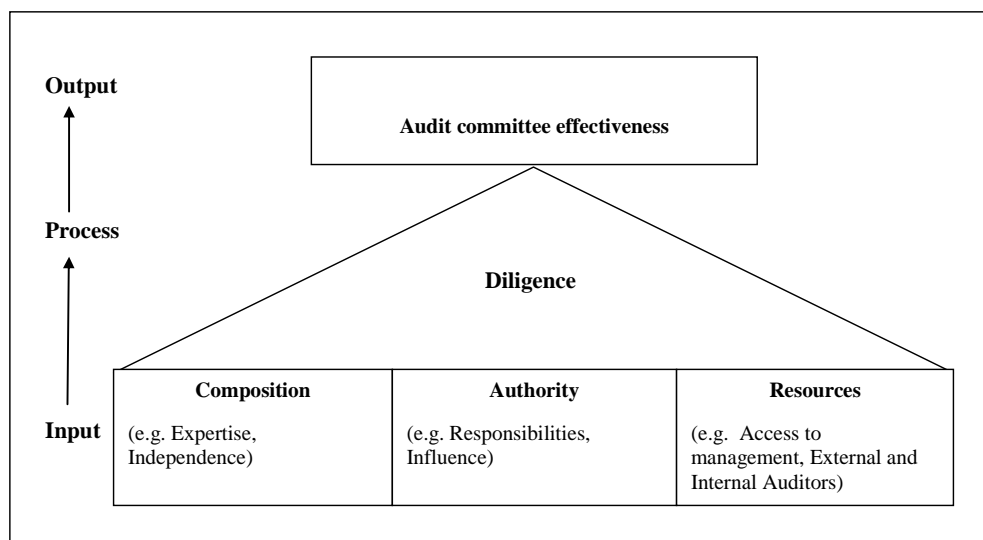 Output
Audit committee effectiveness
Process
Diligence
Input
Composition
(e.g. Expertise,
Independence)
Authority
(e.g. Responsibilities,
Influence)
Resources
(e.g. Access to
management, External and
Internal Auditors)